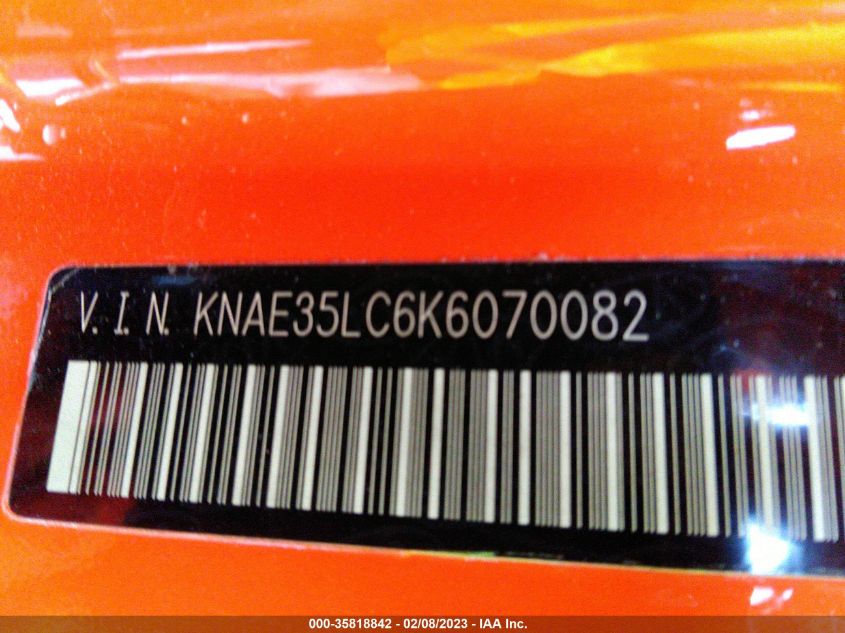 V. I. N. KNAE35LC6K6070082
000-35818842 - 02/08/2023 - IAA Inc.